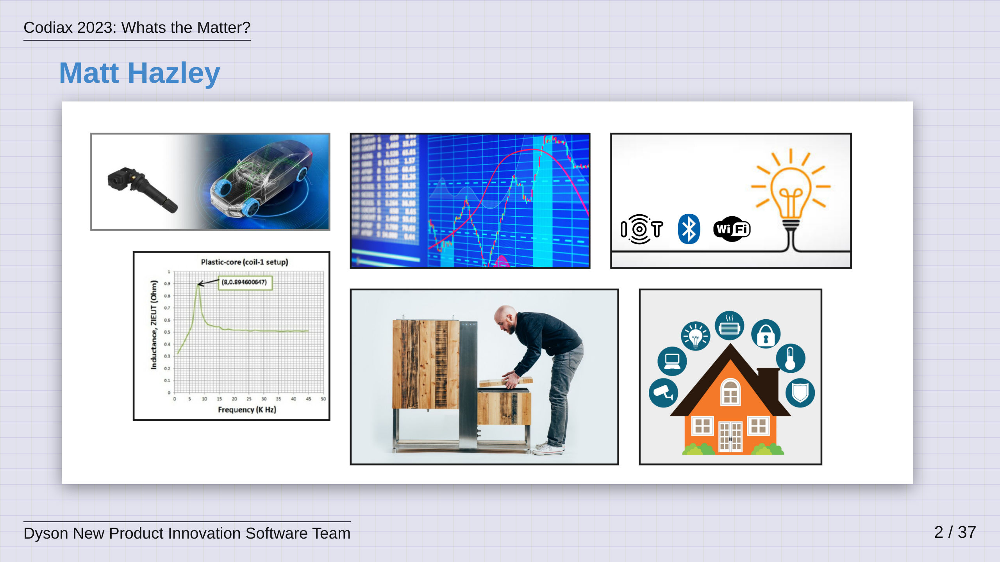 Codiax 2023: Whats the Matter?
Matt Hazley
IOT
Wi Fi
Plastic-core (coil-1 setup)
(8,0.894600647)
Inductance, ZIEUT (Ohm)
1
0.9
0.8
0.7
0.6
0.5
0.4
0.3
0.2
0.1
0
0 5 10 15 20 25 30 35 40 45 50
Frequency (K Hz)
Dyson New Product Innovation Software Team
2 / 37